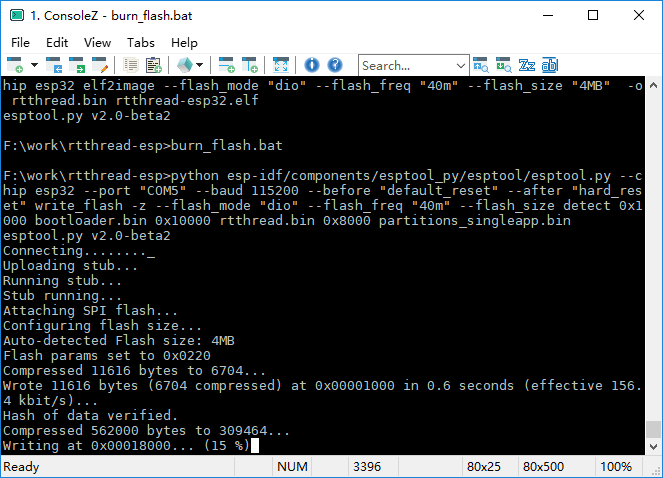 1. ConsoleZ - burn_flash.bat
File Edit View Tabs Help
Search...
hip esp32 elf2image --flash_mode "dio" --flash_freq "40m" --flash_size "4MB"  -o
 rtthread.bin rtthread-esp32.elf
esptool.py v2.0-beta2
F:\work\rtthread-esp>burn_flash.bat
F:\work\rtthread-esp>python esp-idf/components/esptool_py/esptool/esptool.py --c
hip esp32 --port "COM5" --baud 115200 --before "default_reset" --after "hard_res
et" write_flash -z --flash_mode "dio" --flash_freq "40m" --flash_size detect 0x1
000 bootloader.bin 0x10000 rtthread.bin 0x8000 partitions_singleapp.bin
esptool.py v2.0-beta2
Connecting........_
Uploading stub...
Running stub...
Stub running...
Attaching SPI flash...
Configuring flash size...
Auto-detected Flash size: 4MB
Flash params set to 0x0220
Compressed 11616 bytes to 6704...
Wrote 11616 bytes (6704 compressed) at 0x00001000 in 0.6 seconds (effective 156.
4 kbit/s)...
Hash of data verified.
Compressed 562000 bytes to 309464...
Writing at 0x00018000... (15 %)
Ready NUM 3396 80x25 80x500 100%